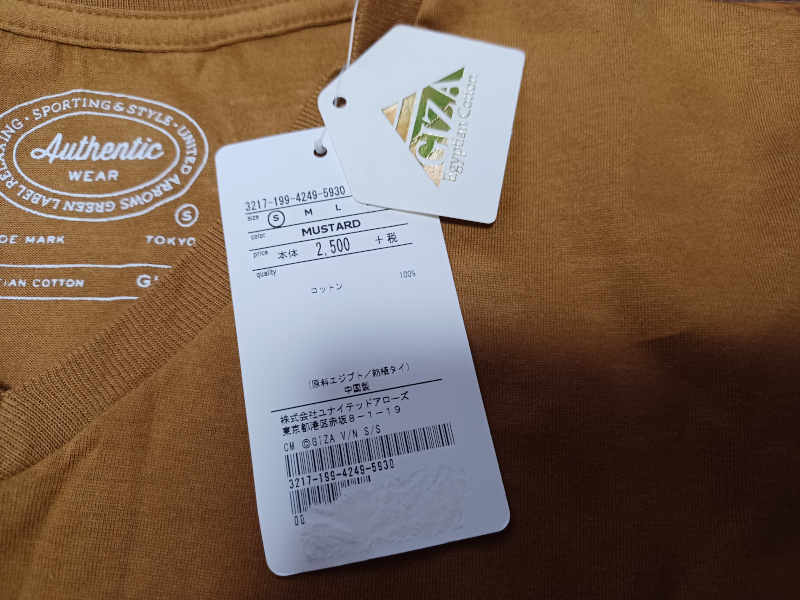 SPORTING & STYLE · UNITED ARROWS GREEN LABEL RELAXING ·
Authentic
WEAR
S
DE MARK TOKYO
TIAN COTTON G
GIZA
Egyptian Cotton
3217-199-4249-5930
size S M L
color MUSTARD
price 本体 2,500 +税
quality
コットン 100%
(原料エジプト/紡績タイ)
中国製
株式会社ユナイテッドアローズ
東京都港区赤坂8-1-19
CM ©GIZA V/N S/S
3217-199-4249-5930
00